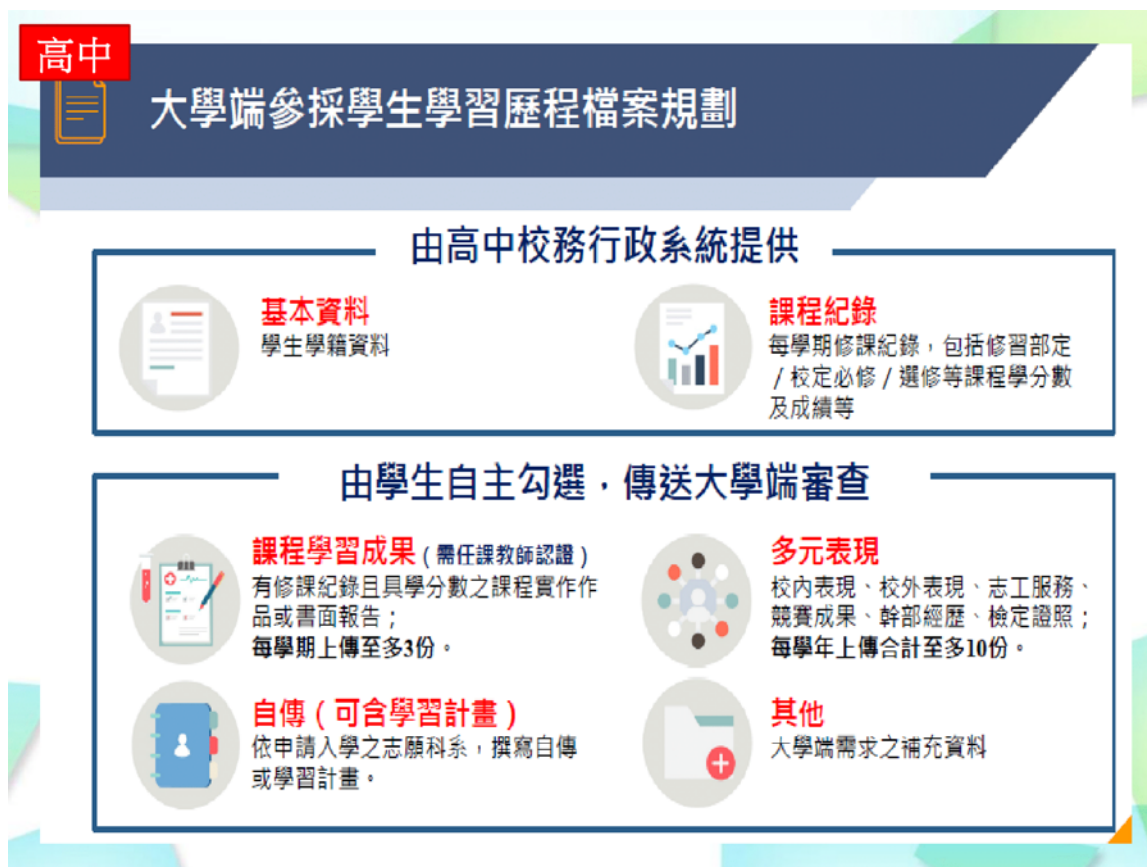 高中
大學端參採學生學習歷程檔案規劃
由高中校務行政系統提供
基本資料
學生學籍資料
課程紀錄
每學期修課紀錄，包括修習部定
/校定必修/選修等課程學分數
及成績等
由學生自主勾選，傳送大學端審查
課程學習成果(需任課教師認證)
有修課紀錄且具學分數之課程實作作
品或書面報告；
每學期上傳至多3份。
多元表現
校內表現、校外表現、志工服務、
競賽成果、幹部經歷、檢定證照；
每學年上傳合計至多10份。
自傳(可含學習計畫)
依申請入學之志願科系，撰寫自傳
或學習計畫。
其他
大學端需求之補充資料